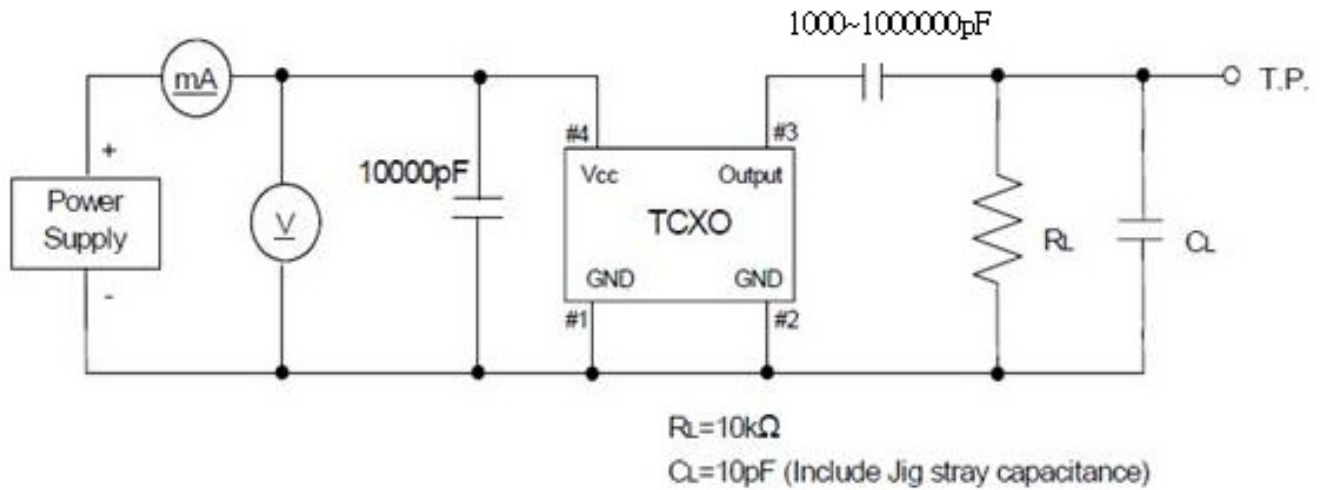 1000~1000000pF
mA
T.P.
#4
#3
+
10000pF
Vcc
Output
Power
Supply
V
TCXO
RL
CL
GND
GND
-
#1
#2
RL=10kΩ
CL=10pF (Include Jig stray capacitance)